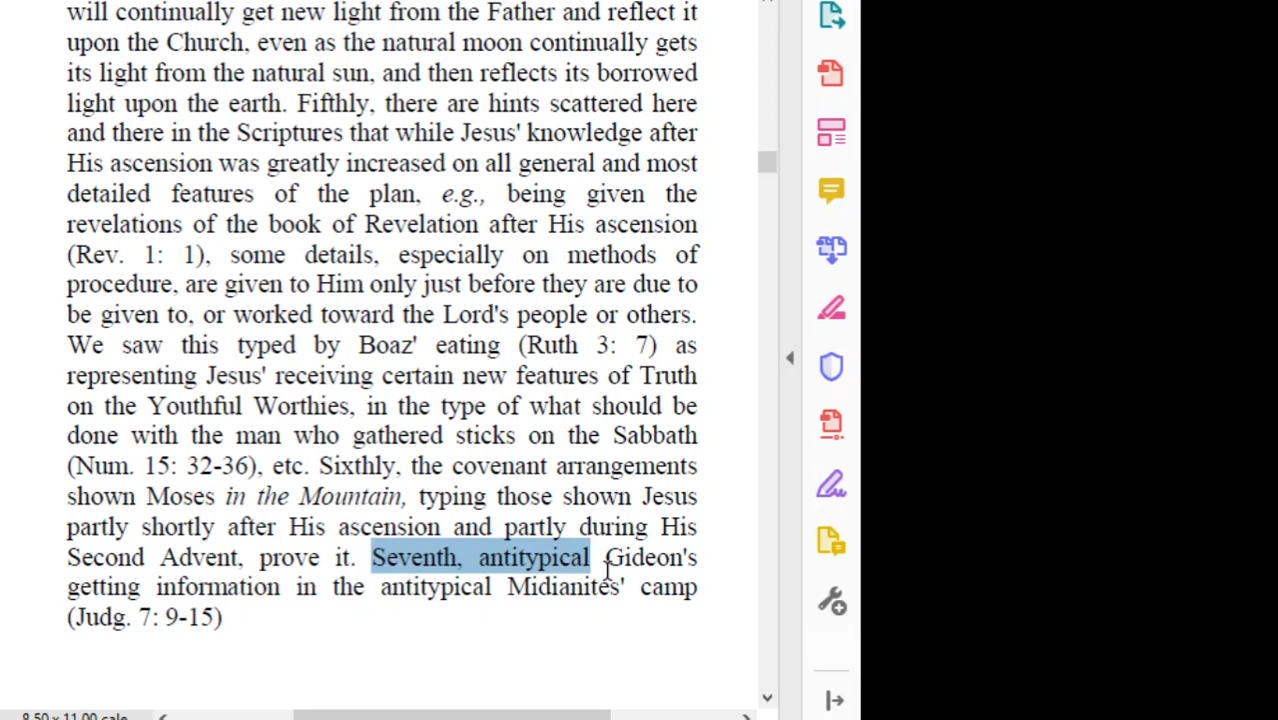 will continually get new light from the Father and reflect it
upon the Church, even as the natural moon continually gets
its light from the natural sun, and then reflects its borrowed
light upon the earth. Fifthly, there are hints scattered here
and there in the Scriptures that while Jesus' knowledge after
His ascension was greatly increased on all general and most
detailed features of the plan, e.g., being given the
revelations of the book of Revelation after His ascension
(Rev. 1: 1), some details, especially on methods of
procedure, are given to Him only just before they are due to
be given to, or worked toward the Lord's people or others.
We saw this typed by Boaz' eating (Ruth 3: 7) as
representing Jesus' receiving certain new features of Truth
on the Youthful Worthies, in the type of what should be
done with the man who gathered sticks on the Sabbath
(Num. 15: 32-36), etc. Sixthly, the covenant arrangements
shown Moses in the Mountain, typing those shown Jesus
partly shortly after His ascension and partly during His
Second Advent, prove it. Seventh, antitypical Gideon's
getting information in the antitypical Midianites' camp
(Judg. 7: 9-15)
8.50 x 11.00